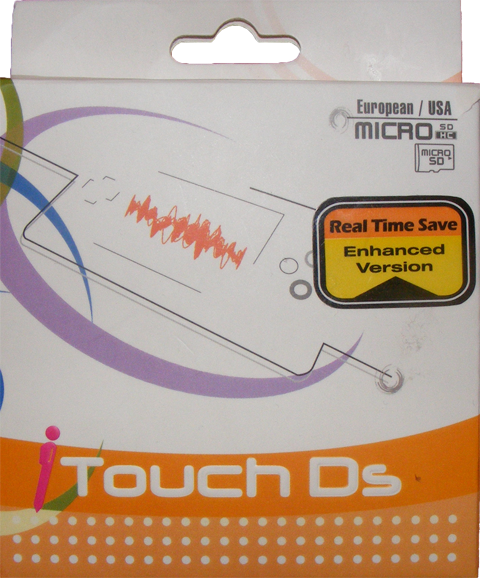 European / USA
MICRO SD HC
MICRO SD
Real Time Save
Enhanced
Version
iTouch Ds